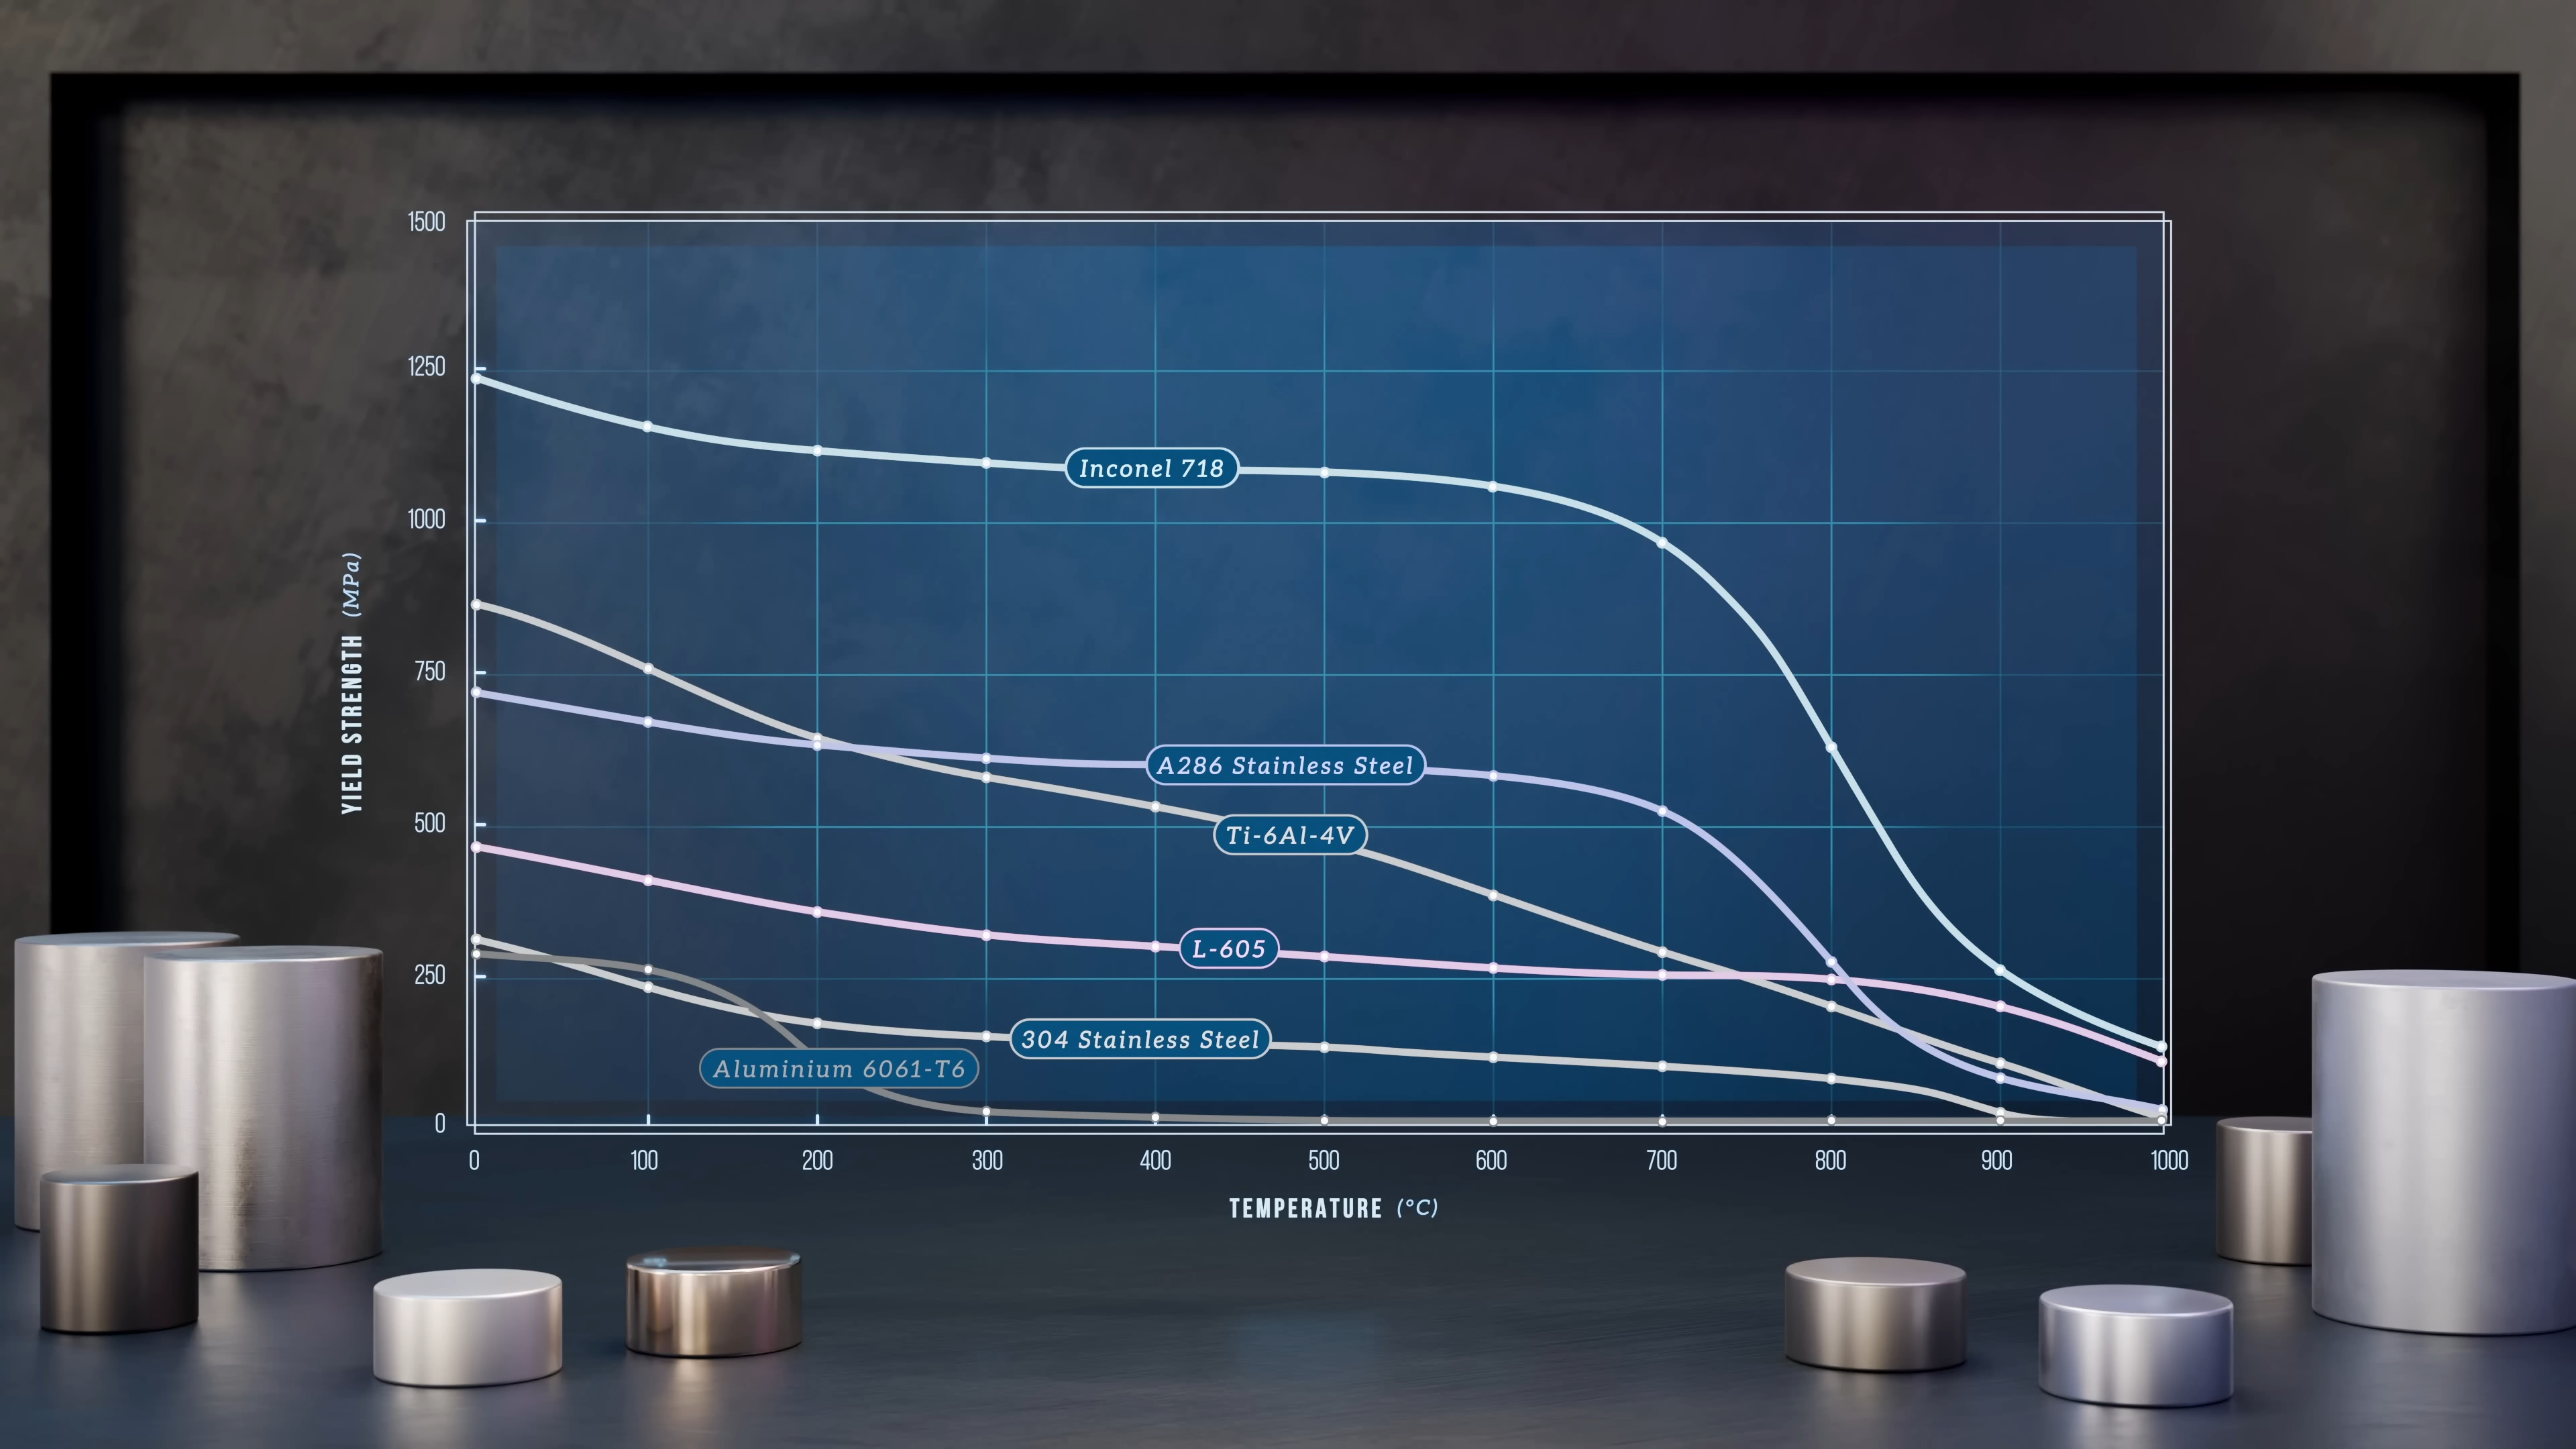 1500
1250
1000
750
500
250
0
YIELD STRENGTH (MPa)
Inconel 718
A286 Stainless Steel
Ti-6Al-4V
L-605
304 Stainless Steel
Aluminium 6061-T6
0 100 200 300 400 500 600 700 800 900 1000
TEMPERATURE (°C)